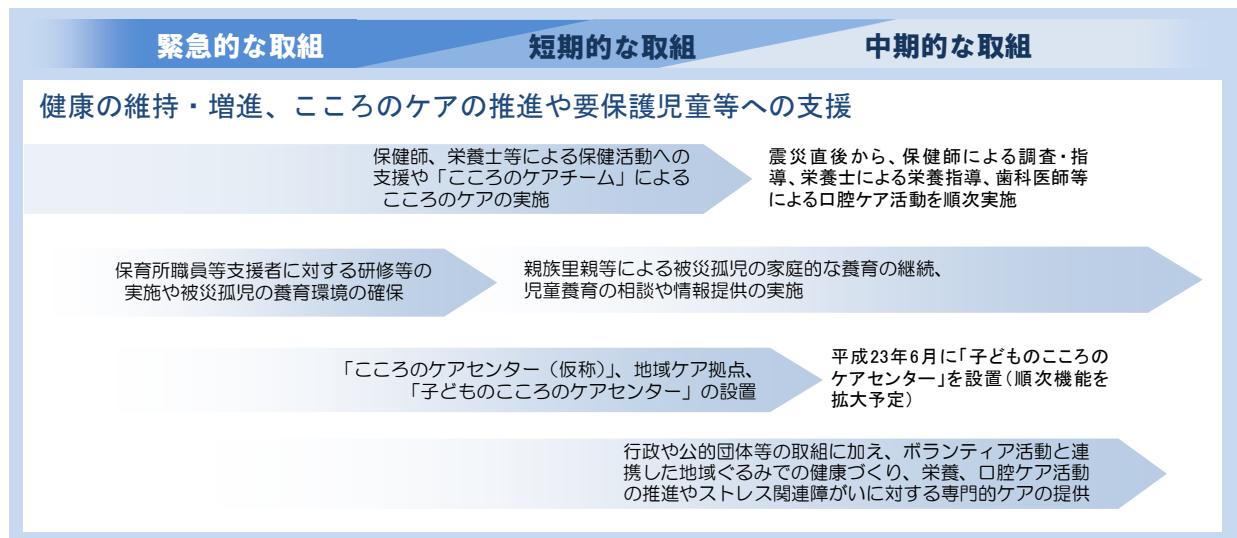 緊急的な取組
短期的な取組
中期的な取組
健康の維持・増進、こころのケアの推進や要保護児童等への支援
保健師、栄養士等による保健活動への
支援や「こころのケアチーム」による
こころのケアの実施
震災直後から、保健師による調査・指
導、栄養士による栄養指導、歯科医師等
による口腔ケア活動を順次実施
保育所職員等支援者に対する研修等の
実施や被災孤児の養育環境の確保
親族里親等による被災孤児の家庭的な養育の継続、
児童養育の相談や情報提供の実施
「こころのケアセンター（仮称）」、地域ケア拠点、
「子どものこころのケアセンター」の設置
平成23年6月に「子どものこころの
ケアセンター」を設置（順次機能を
拡大予定）
行政や公的団体等の取組に加え、ボランティア活動と連
携した地域ぐるみでの健康づくり、栄養、口腔ケア活動
の推進やストレス関連障がいに対する専門的ケアの提供